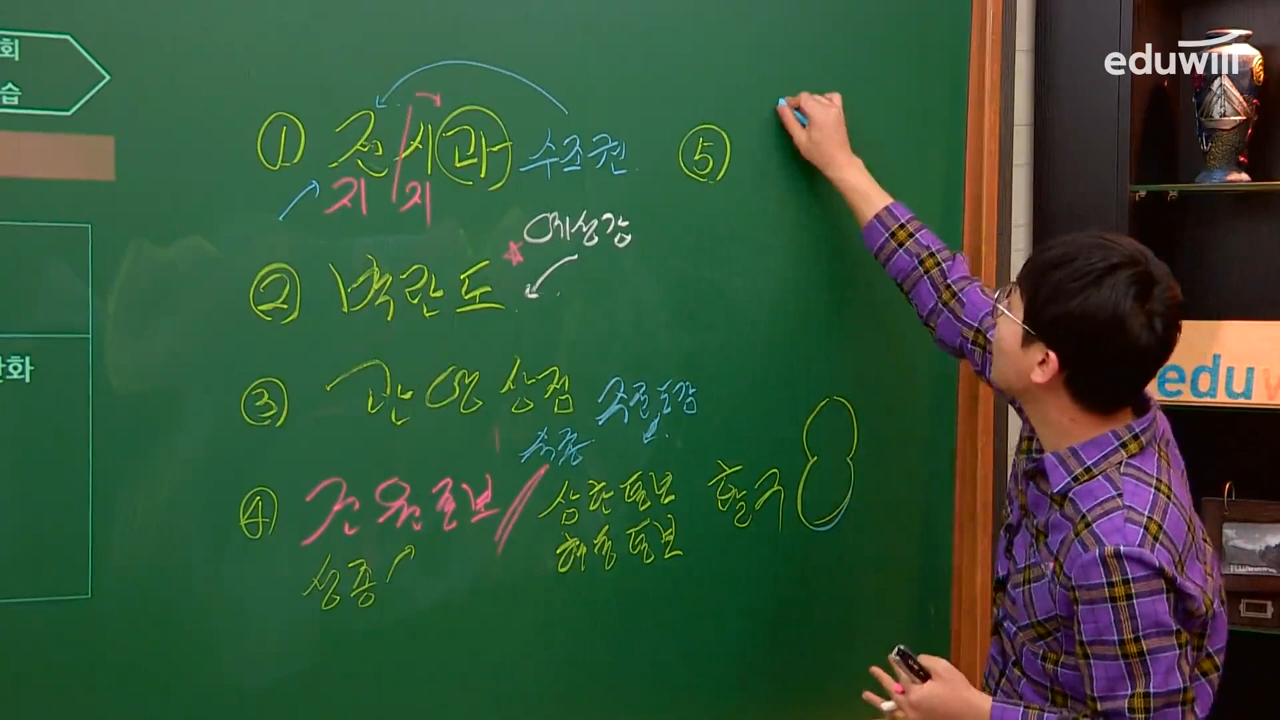 eduwill
회
습
① 전/시과 수조권
지 지
예성강
② 벽란도
③ 관 상점
④ 건원중보 // 삼한통보
숙종
해동통보 활구
성종
⑤
화
edu